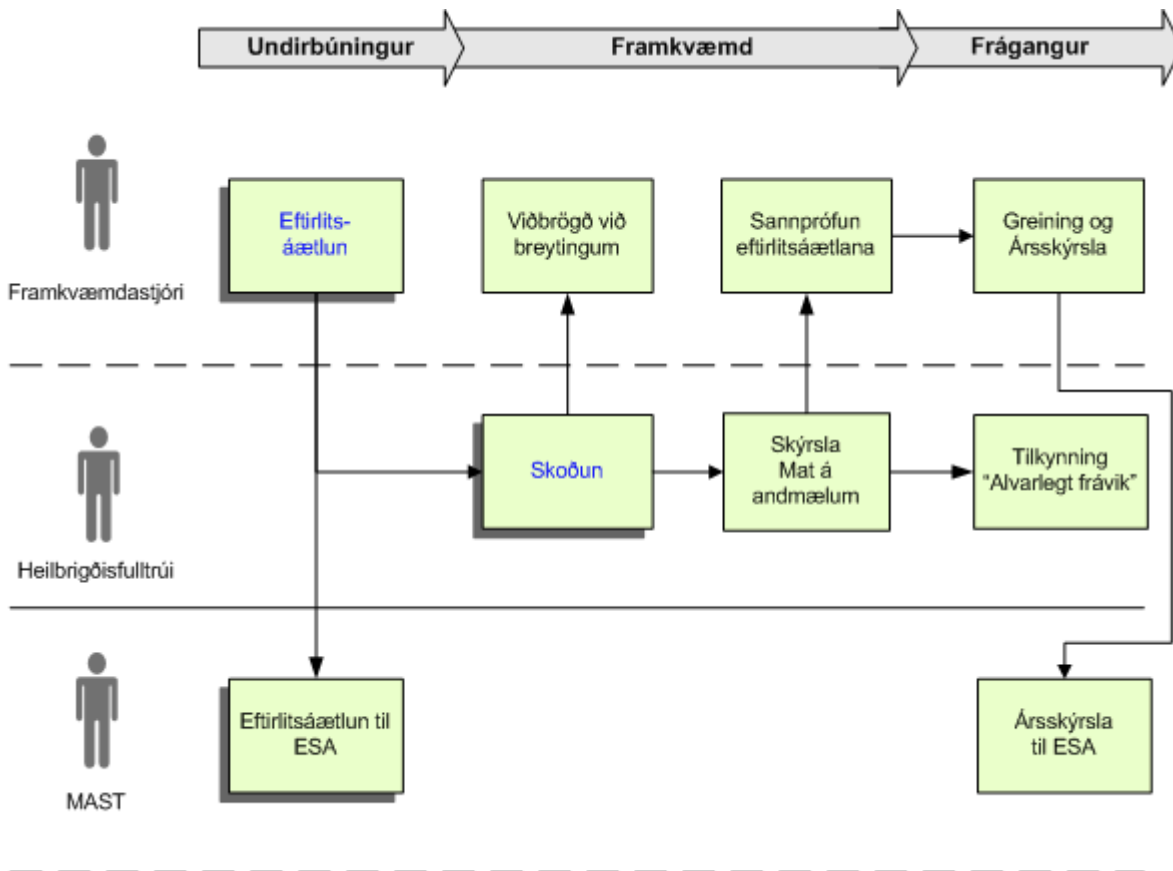 Undirbúningur
Framkvæmd
Frágangur
Framkvæmdastjóri
Eftirlits-
áætlun
Viðbrögð við
breytingum
Sannprófun
eftirlitsáætlana
Greining og
Ársskýrsla
Heilbrigðisfulltrúi
Skoðun
Skýrsla
Mat á
andmælum
Tilkynning
“Alvarlegt frávik”
MAST
Eftirlitsáætlun til
ESA
Ársskýrsla
til ESA